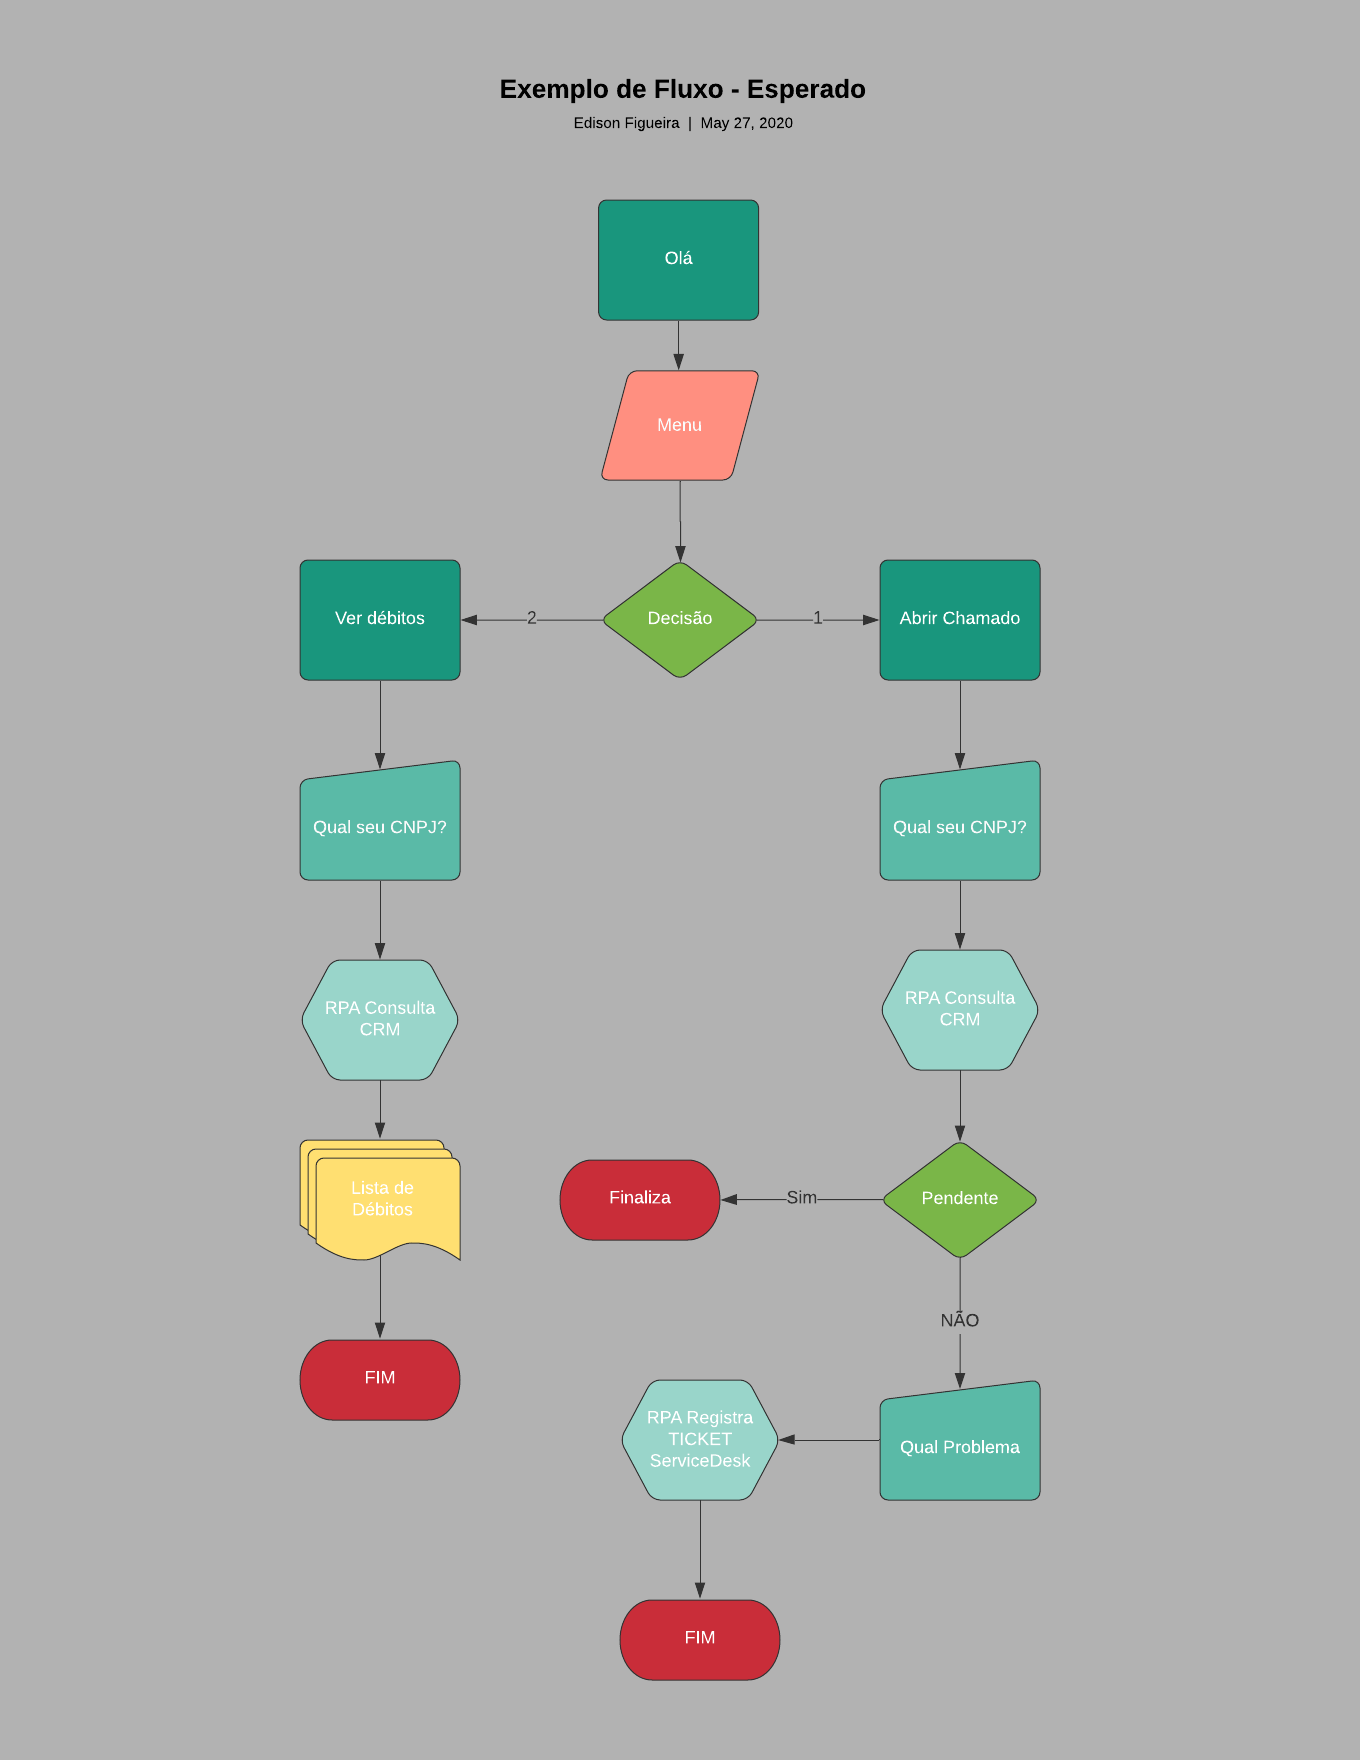 Exemplo de Fluxo - Esperado
Edison Figueira | May 27, 2020
Olá
Menu
Ver débitos
2
Decisão
1
Abrir Chamado
Qual seu CNPJ?
Qual seu CNPJ?
RPA Consulta
CRM
RPA Consulta
CRM
Lista de
Débitos
Finaliza
Sim
Pendente
NÃO
FIM
RPA Registra
TICKET
ServiceDesk
Qual Problema
FIM